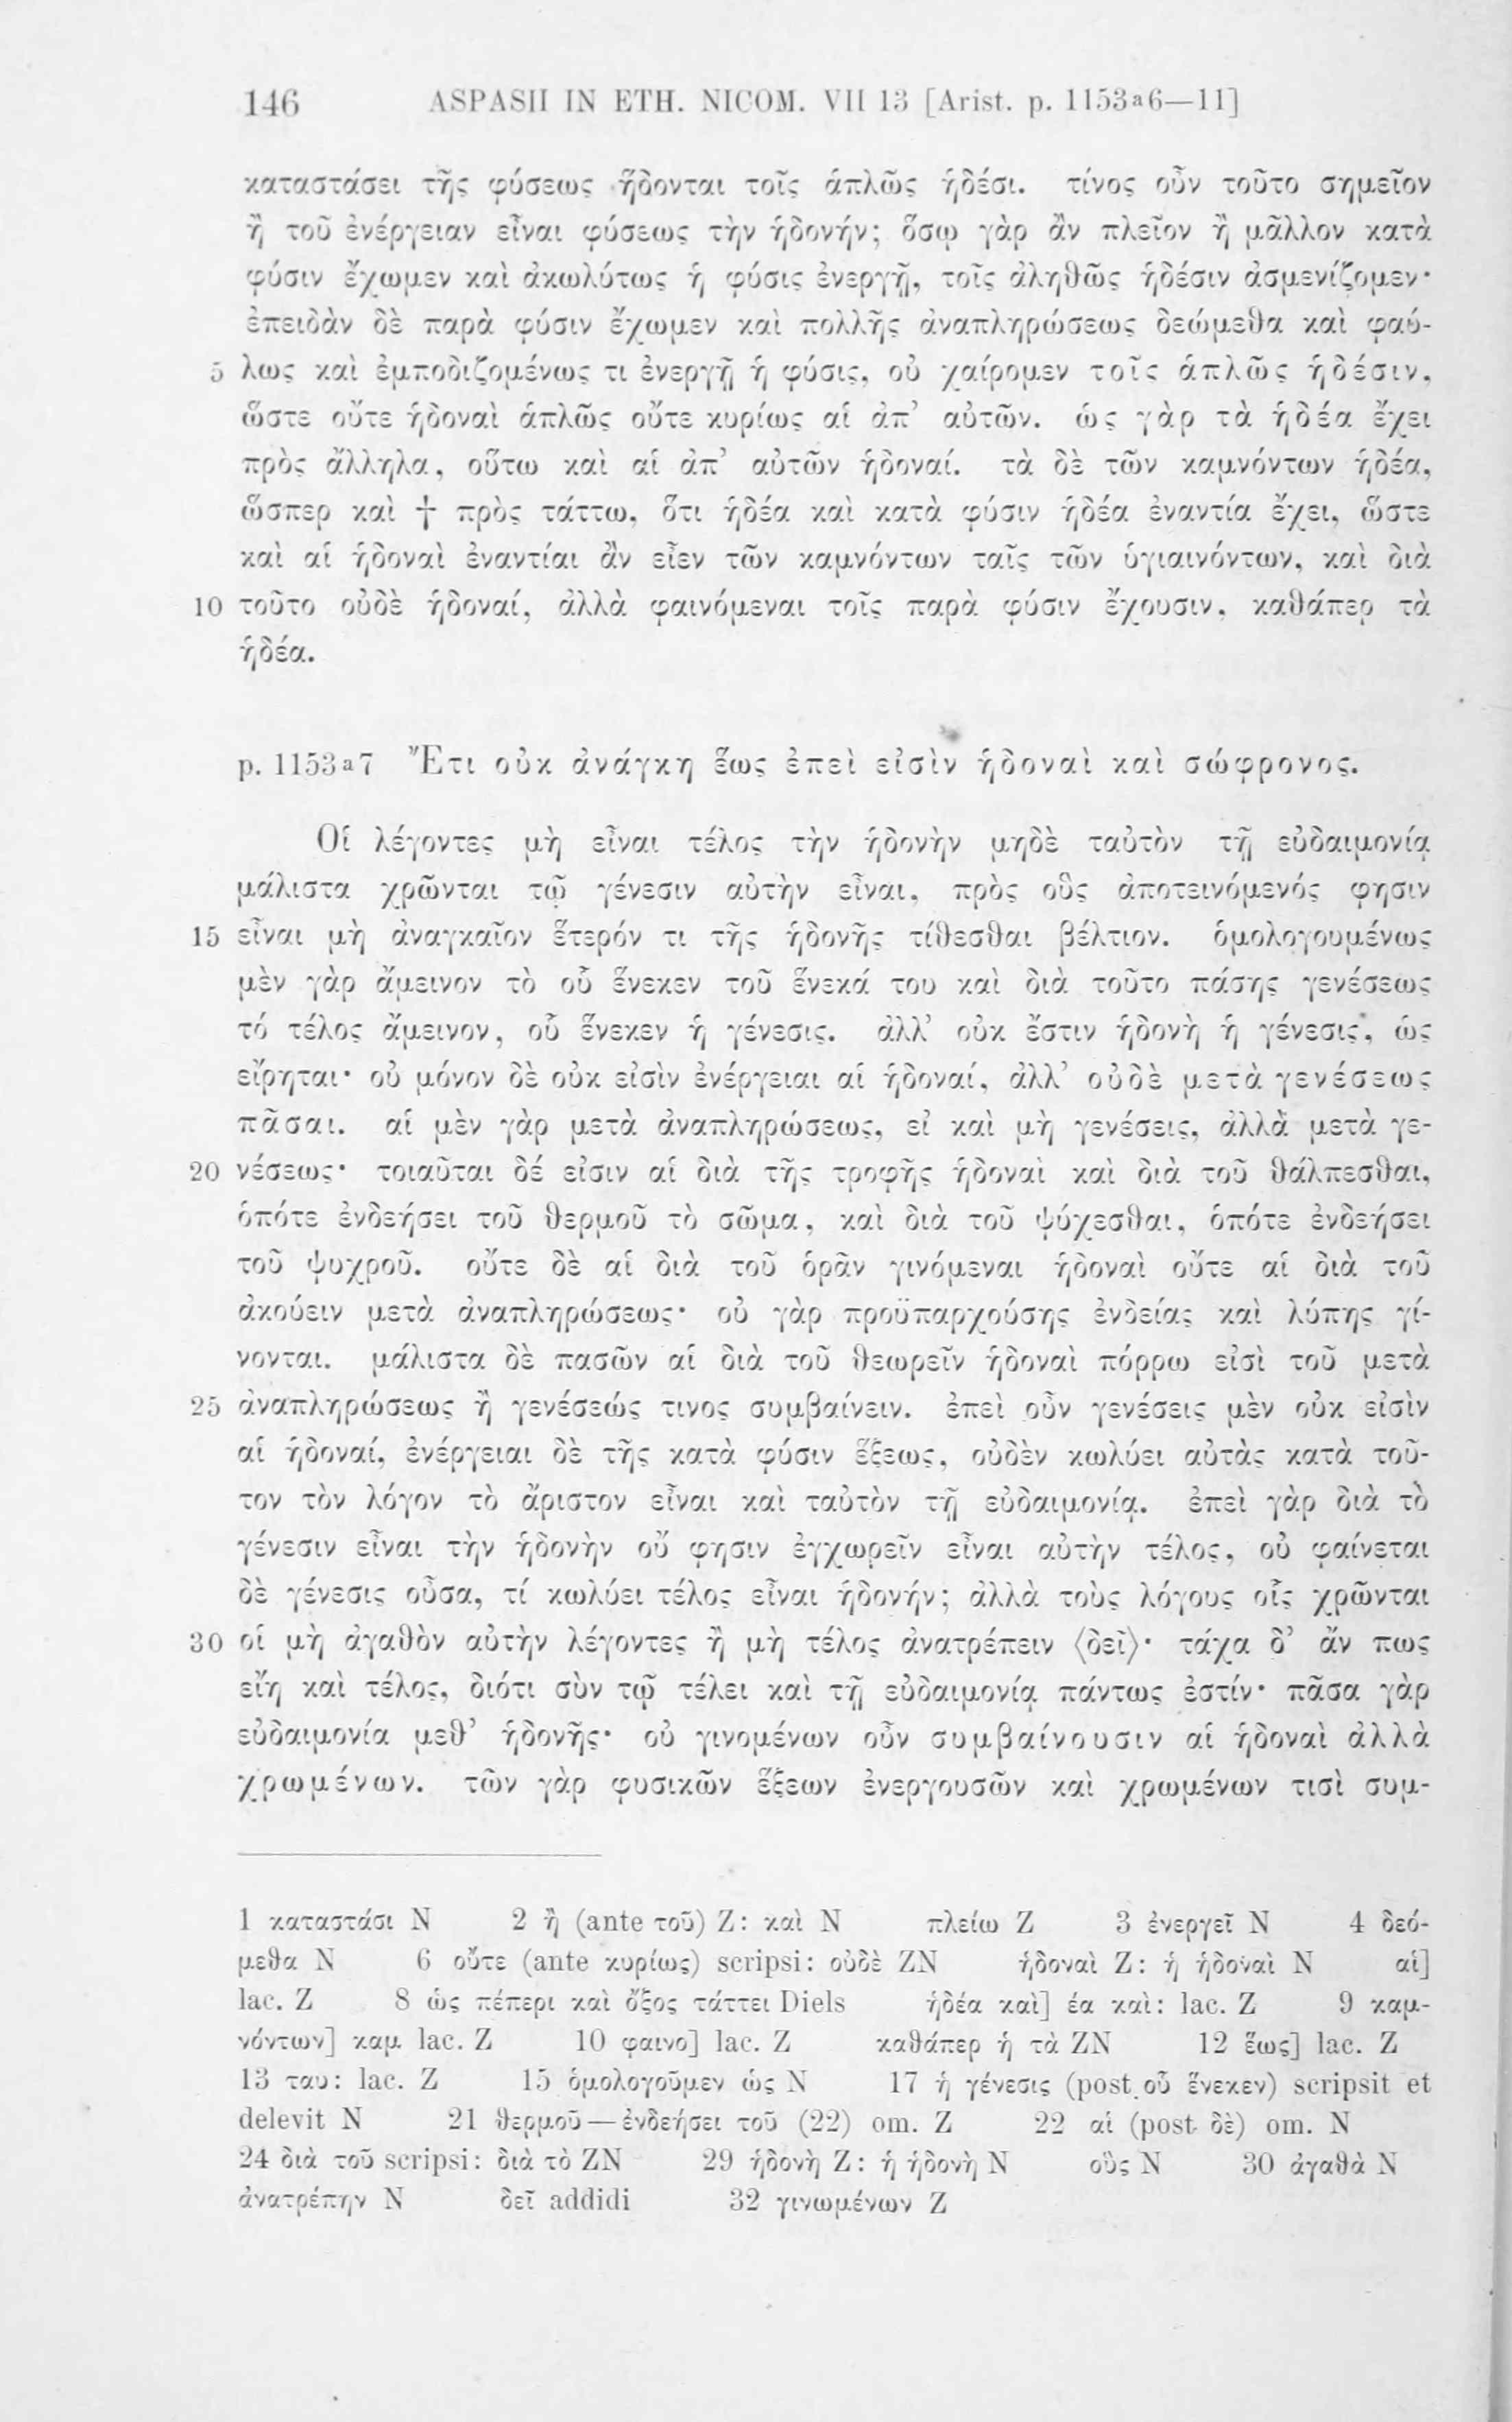 146 ASPASII IN ETH. NICOM. VII 13 [Arist. p. 1153a6—11]
καταστάσει τῆς φύσεως ἥδονται τοῖς ἁπλῶς ἡδέσι. τίνος οὖν τοῦτο σημεῖον
ἢ τοῦ ἐνέργειαν εἶναι φύσεως τὴν ἡδονήν; ὅσῳ γὰρ ἂν πλεῖον ἢ μᾶλλον κατὰ
φύσιν ἔχωμεν καὶ ἀκωλύτως ἡ φύσις ἐνεργῇ, τοῖς ἀληθῶς ἡδέσιν ἀσμενίζομεν·
ἐπειδὰν δὲ παρὰ φύσιν ἔχωμεν καὶ πολλῆς ἀναπληρώσεως δεώμεθα καὶ φαύ-
5 λως καὶ ἐμποδιζομένως τι ἐνεργῇ ἡ φύσις, οὐ χαίρομεν τοῖς ἁπλῶς ἡδέσιν,
ὥστε οὔτε ἡδοναὶ ἁπλῶς οὔτε κυρίως αἱ ἀπ’ αὐτῶν. ὡς γὰρ τὰ ἡδέα ἔχει
πρὸς ἄλληλα, οὕτω καὶ αἱ ἀπ’ αὐτῶν ἡδοναί. τὰ δὲ τῶν καμνόντων ἡδέα,
ὥσπερ καὶ † πρὸς τάττω, ὅτι ἡδέα καὶ κατὰ φύσιν ἡδέα ἐναντία ἔχει, ὥστε
καὶ αἱ ἡδοναὶ ἐναντίαι ἂν εἶεν τῶν καμνόντων ταῖς τῶν ὑγιαινόντων, καὶ διὰ
10 τοῦτο οὐδὲ ἡδοναί, ἀλλὰ φαινόμεναι τοῖς παρὰ φύσιν ἔχουσιν, καθάπερ τὰ
ἡδέα.
p. 1153a7 Ἔτι οὐκ ἀνάγκη ἕως ἐπεὶ εἰσὶν ἡδοναὶ καὶ σώφρονος.
Οἱ λέγοντες μὴ εἶναι τέλος τὴν ἡδονὴν μηδὲ ταὐτὸν τῇ εὐδαιμονίᾳ
μάλιστα χρῶνται τῷ γένεσιν αὐτὴν εἶναι, πρὸς οὓς ἀποτεινόμενός φησιν
15 εἶναι μὴ ἀναγκαῖον ἕτερόν τι τῆς ἡδονῆς τίθεσθαι βέλτιον. ὁμολογουμένως
μὲν γὰρ ἄμεινον τὸ οὗ ἕνεκεν τοῦ ἕνεκά του καὶ διὰ τοῦτο πάσης γενέσεως
τό τέλος ἄμεινον, οὗ ἕνεκεν ἡ γένεσις. ἀλλ’ οὐκ ἔστιν ἡδονὴ ἡ γένεσις, ὡς
εἴρηται· οὐ μόνον δὲ οὐκ εἰσὶν ἐνέργειαι αἱ ἡδοναί, ἀλλ’ οὐδὲ μετὰ γενέσεως
πᾶσαι. αἱ μὲν γὰρ μετὰ ἀναπληρώσεως, εἰ καὶ μὴ γενέσεις, ἀλλὰ μετὰ γε-
20 νέσεως· τοιαῦται δέ εἰσιν αἱ διὰ τῆς τροφῆς ἡδοναὶ καὶ διὰ τοῦ θάλπεσθαι,
ὁπότε ἐνδεήσει τοῦ θερμοῦ τὸ σῶμα, καὶ διὰ τοῦ ψύχεσθαι, ὁπότε ἐνδεήσει
τοῦ ψυχροῦ. οὔτε δὲ αἱ διὰ τοῦ ὁρᾶν γινόμεναι ἡδοναὶ οὔτε αἱ διὰ τοῦ
ἀκούειν μετὰ ἀναπληρώσεως· οὐ γὰρ προϋπαρχούσης ἐνδείας καὶ λύπης γί-
νονται. μάλιστα δὲ πασῶν αἱ διὰ τοῦ θεωρεῖν ἡδοναὶ πόρρω εἰσὶ τοῦ μετὰ
25 ἀναπληρώσεως ἢ γενέσεώς τινος συμβαίνειν. ἐπεὶ οὖν γενέσεις μὲν οὐκ εἰσὶν
αἱ ἡδοναί, ἐνέργειαι δὲ τῆς κατὰ φύσιν ἕξεως, οὐδὲν κωλύει αὐτὰς κατὰ τοῦ-
τον τὸν λόγον τὸ ἄριστον εἶναι καὶ ταὐτὸν τῇ εὐδαιμονίᾳ. ἐπεὶ γὰρ διὰ τὸ
γένεσιν εἶναι τὴν ἡδονὴν οὔ φησιν ἐγχωρεῖν εἶναι αὐτὴν τέλος, οὐ φαίνεται
δὲ γένεσις οὖσα, τί κωλύει τέλος εἶναι ἡδονήν; ἀλλὰ τοὺς λόγους οἷς χρῶνται
30 οἱ μὴ ἀγαθὸν αὐτὴν λέγοντες ἢ μὴ τέλος ἀνατρέπειν ⟨δεῖ⟩· τάχα δ’ ἄν πως
εἴη καὶ τέλος, διότι σὺν τῷ τέλει καὶ τῇ εὐδαιμονίᾳ πάντως ἐστίν· πᾶσα γὰρ
εὐδαιμονία μεθ’ ἡδονῆς· οὐ γινομένων οὖν συμβαίνουσιν αἱ ἡδοναὶ ἀλλὰ
χρωμένων. τῶν γὰρ φυσικῶν ἕξεων ἐνεργουσῶν καὶ χρωμένων τισὶ συμ-
1 καταστάσι N 2 ἢ (ante τοῦ) Z: καὶ N πλείω Z 3 ἐνεργεῖ N 4 δεό-
μεθα N 6 οὔτε (ante κυρίως) scripsi: οὐδὲ ZN ἡδοναὶ Z: ἡ ἡδοναὶ N αἱ]
lac. Z 8 ὡς πέπερι καὶ ὄξος τάττει Diels ἡδέα καὶ] έα καὶ: lac. Z 9 καμ-
νόντων] καμ lac. Z 10 φαινο] lac. Z καθάπερ ἡ τὰ ZN 12 ἕως] lac. Z
13 ταυ: lac. Z 15 ὁμολογοῦμεν ὡς N 17 ἡ γένεσις (post οὗ ἕνεκεν) scripsit et
delevit N 21 θερμοῦ—ἐνδεήσει τοῦ (22) om. Z 22 αἱ (post δὲ) om. N
24 διὰ τοῦ scripsi: διὰ τὸ ZN 29 ἡδονὴ Z: ἡ ἡδονὴ N οὓς N 30 ἀγαθὰ N
ἀνατρέπην N δεῖ addidi 32 γινωμένων Z